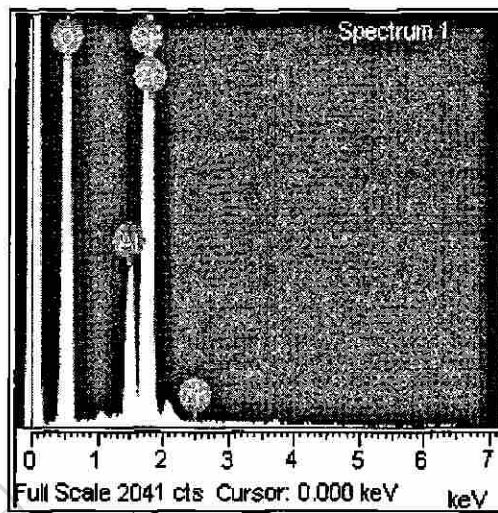 Spectrum 1
O
Al
0 1 2 3 4 5 6 7
Full Scale 2041 cts Cursor: 0.000 keV
keV